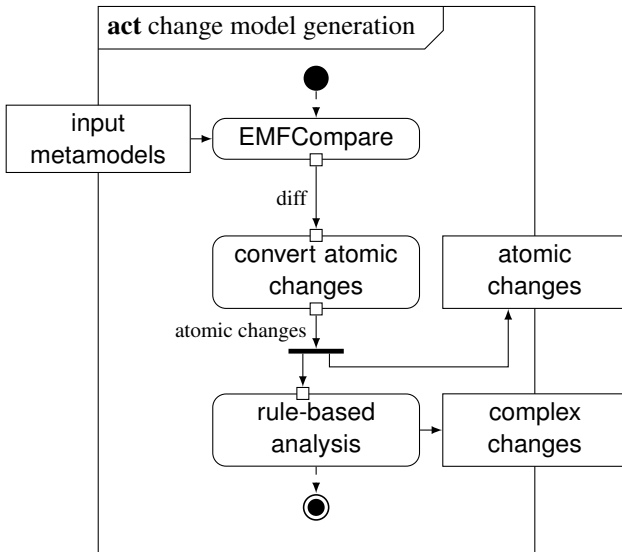 act change model generation
input
metamodels
EMFCompare
diff
convert atomic
changes
atomic
changes
atomic changes
rule-based
analysis
complex
changes